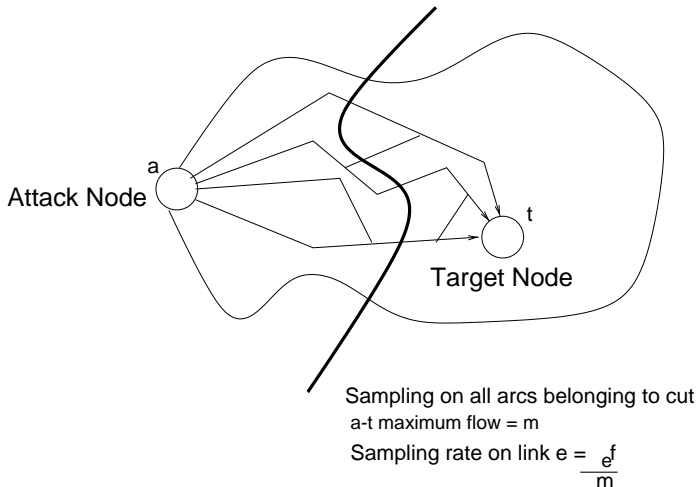 a
Attack Node
t
Target Node
Sampling on all arcs belonging to cut
a-t maximum flow = m
Sampling rate on link e = e f
m